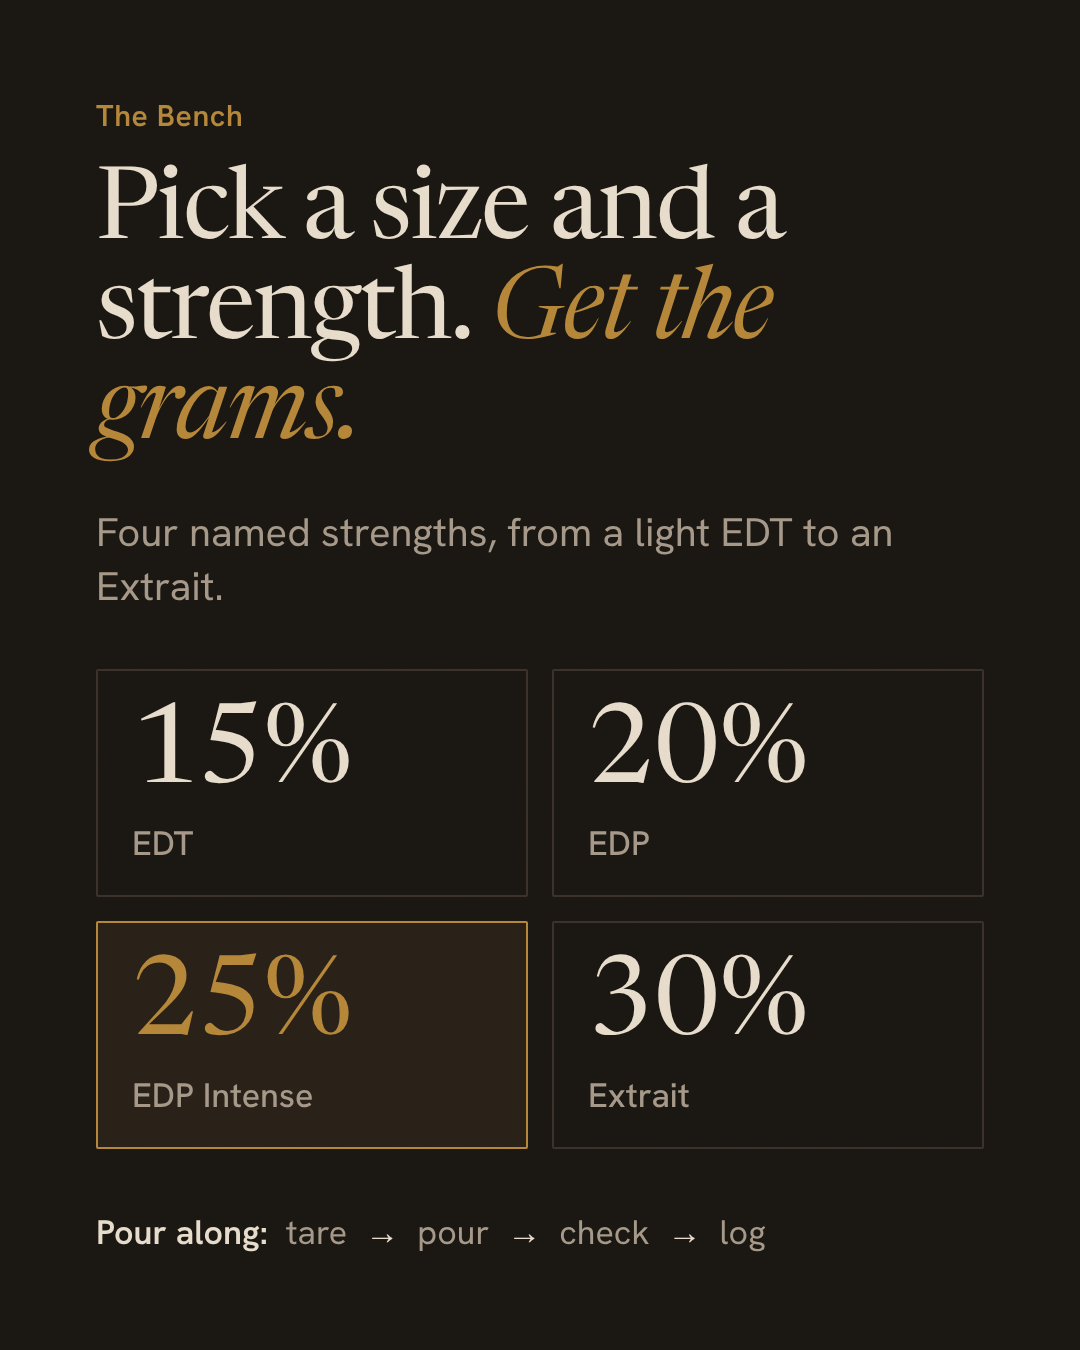 The Bench
Pick a size and a
strength. Get the
grams.
Four named strengths, from a light EDT to an
Extrait.
15%
EDT
20%
EDP
25%
EDP Intense
30%
Extrait
Pour along: tare → pour → check → log